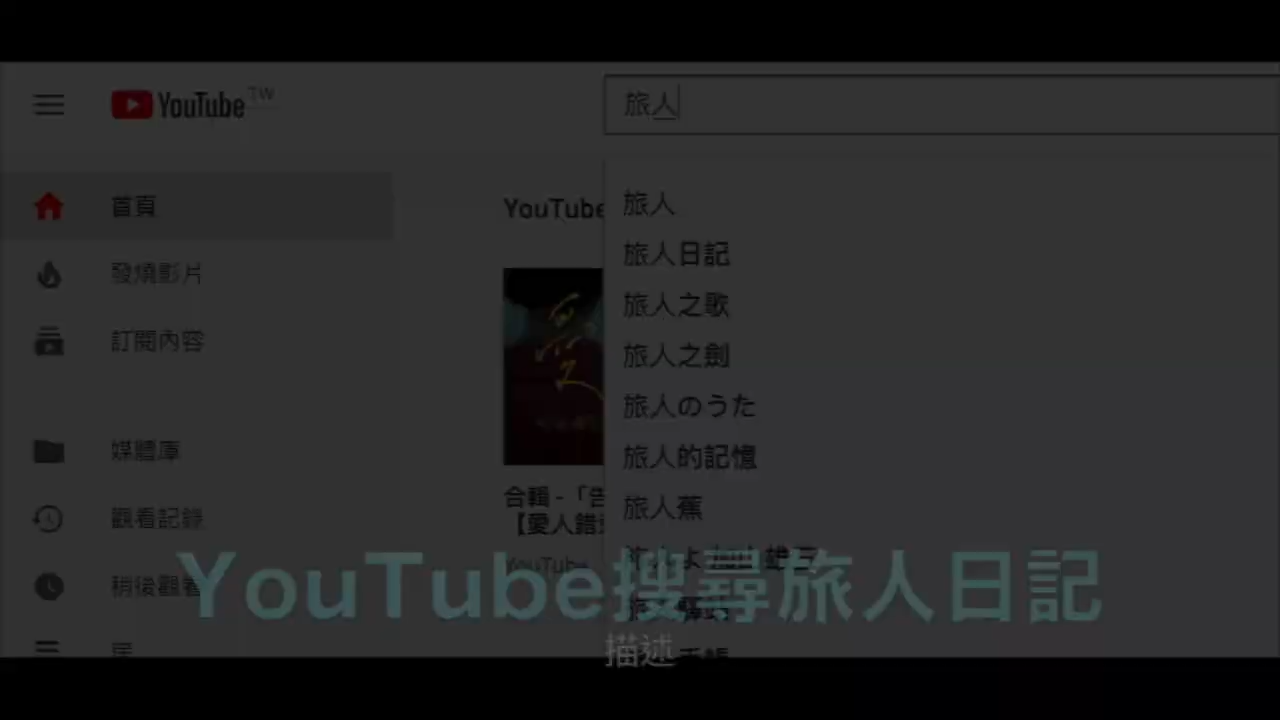 YouTube TW
旅人
首頁
發燒影片
訂閱內容
媒體庫
觀看記錄
稍後觀看
YouTube
合輯 -「告
【愛人錯
YouTube
旅人
旅人日記
旅人之歌
旅人之劍
旅人のうた
旅人的記憶
旅人蕉
YouTube搜尋旅人日記
描述